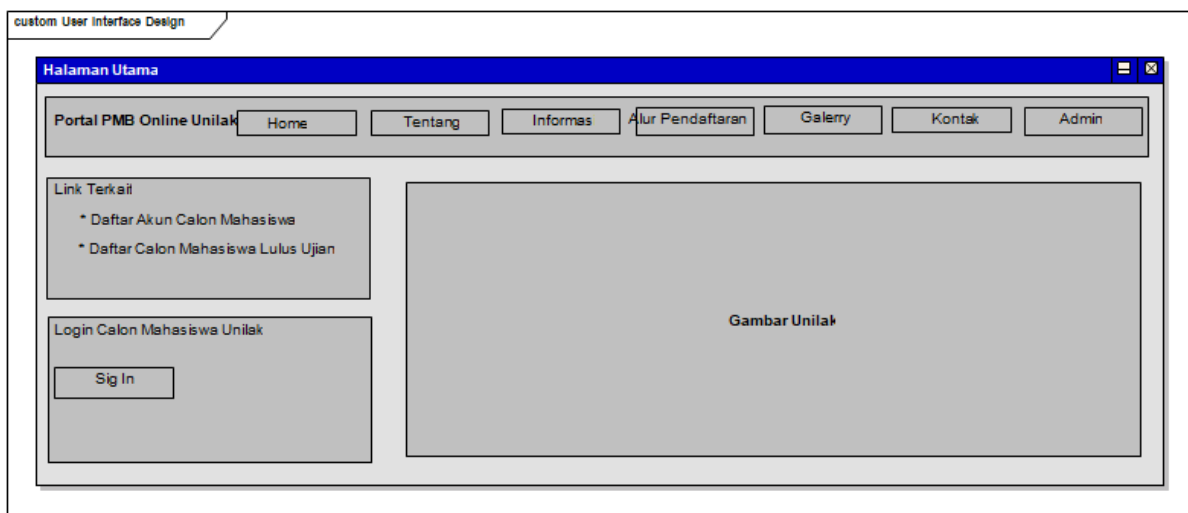 custom User Interface Design
Halaman Utama
Portal PMB Online Unilak Home Tentang Informas Alur Pendaftaran Galerry Kontak Admin
Link Terkait
* Daftar Akun Calon Mahasiswa
* Daftar Calon Mahasiswa Lulus Ujian
Gambar Unilak
Login Calon Mahasiswa Unilak
Sig In